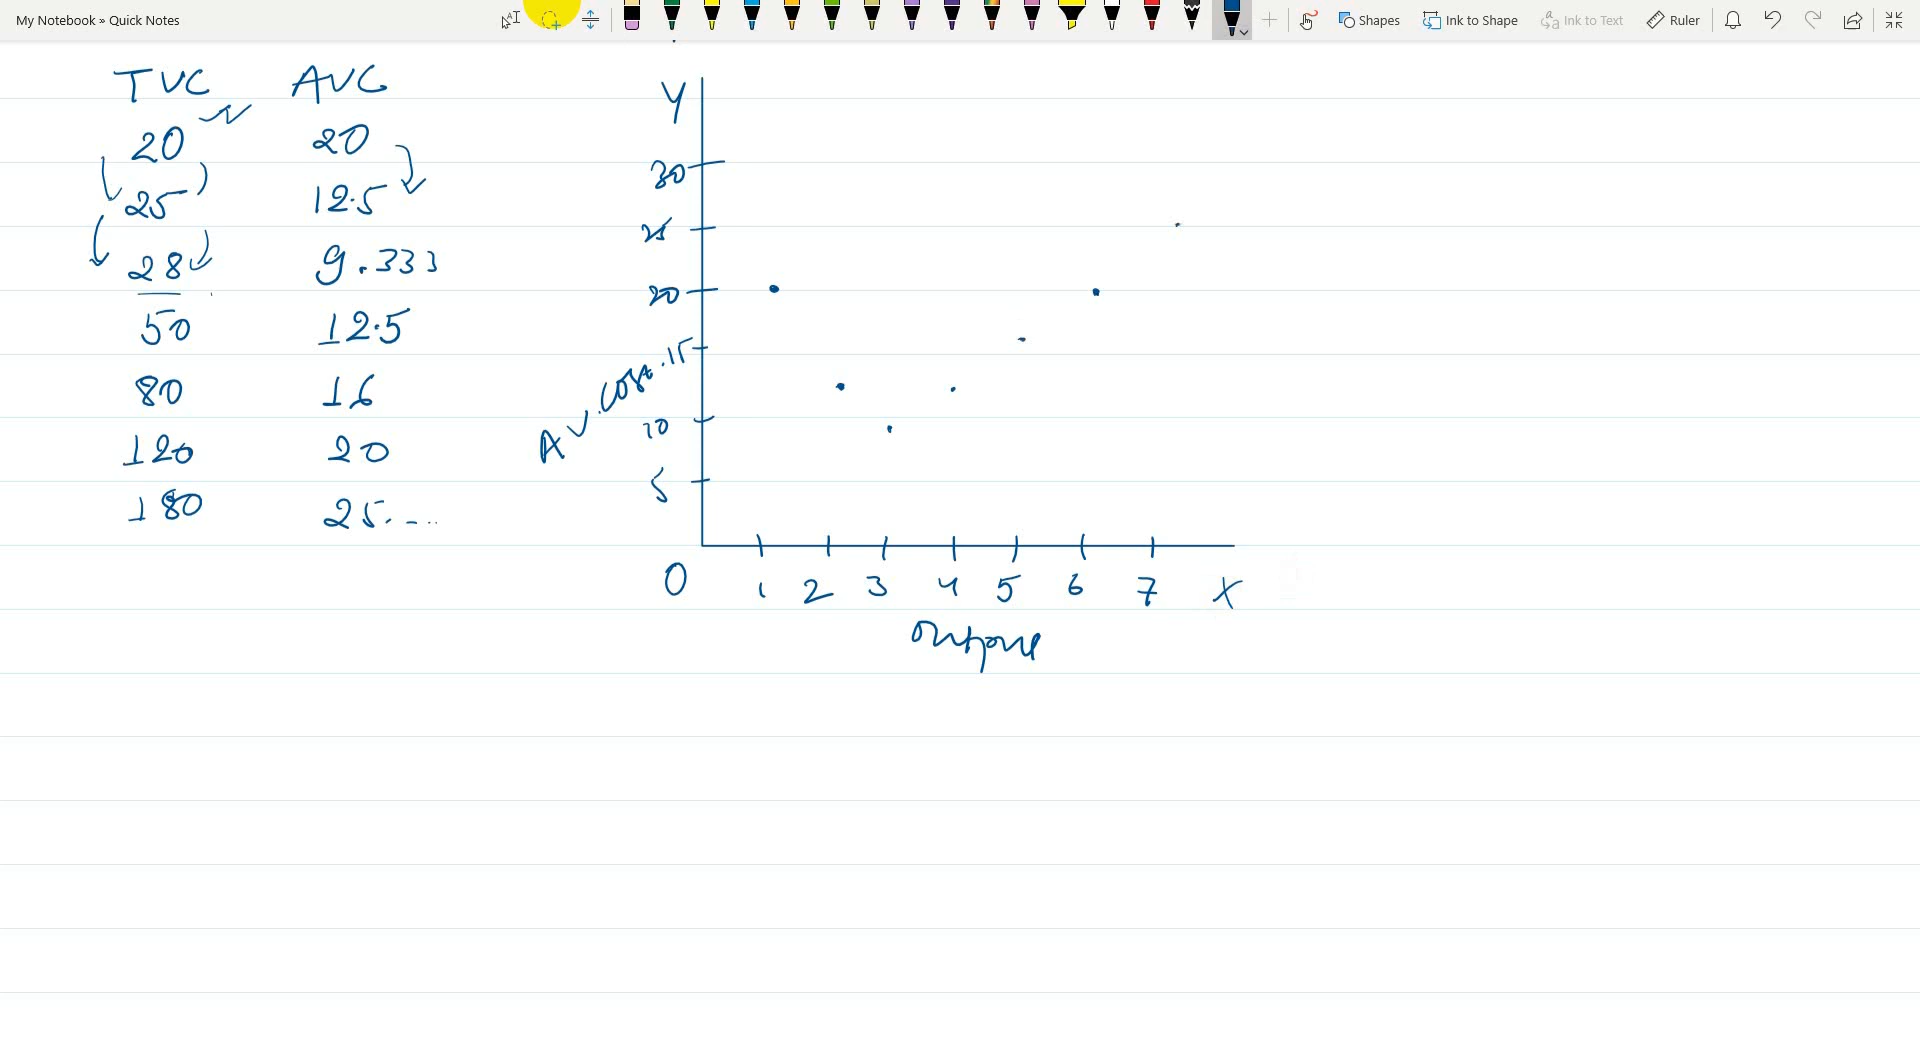 My Notebook » Quick Notes
Shapes
Ink to Shape
Ink to Text
Ruler
TVC AVC
20 20
25 12.5
28 9.333
50 12.5
80 16
120 20
180 25. - ...
Y
30
25
20
15
10
5
Av. cost.
0 1 2 3 4 5 6 7 X
output